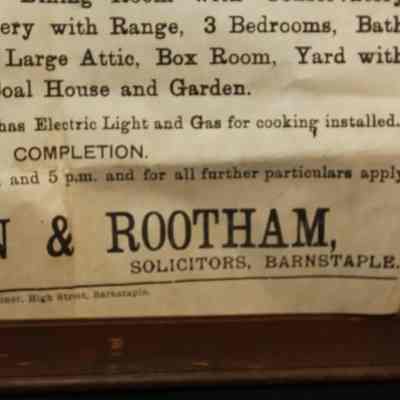 Dining Room with Conservatory
ery with Range, 3 Bedrooms, Bath
Large Attic, Box Room, Yard with
oal House and Garden.
has Electric Light and Gas for cooking installed.
COMPLETION.
and 5 p.m. and for all further particulars apply
N & ROOTHAM,
SOLICITORS, BARNSTAPLE.
High Street, Barnstaple.